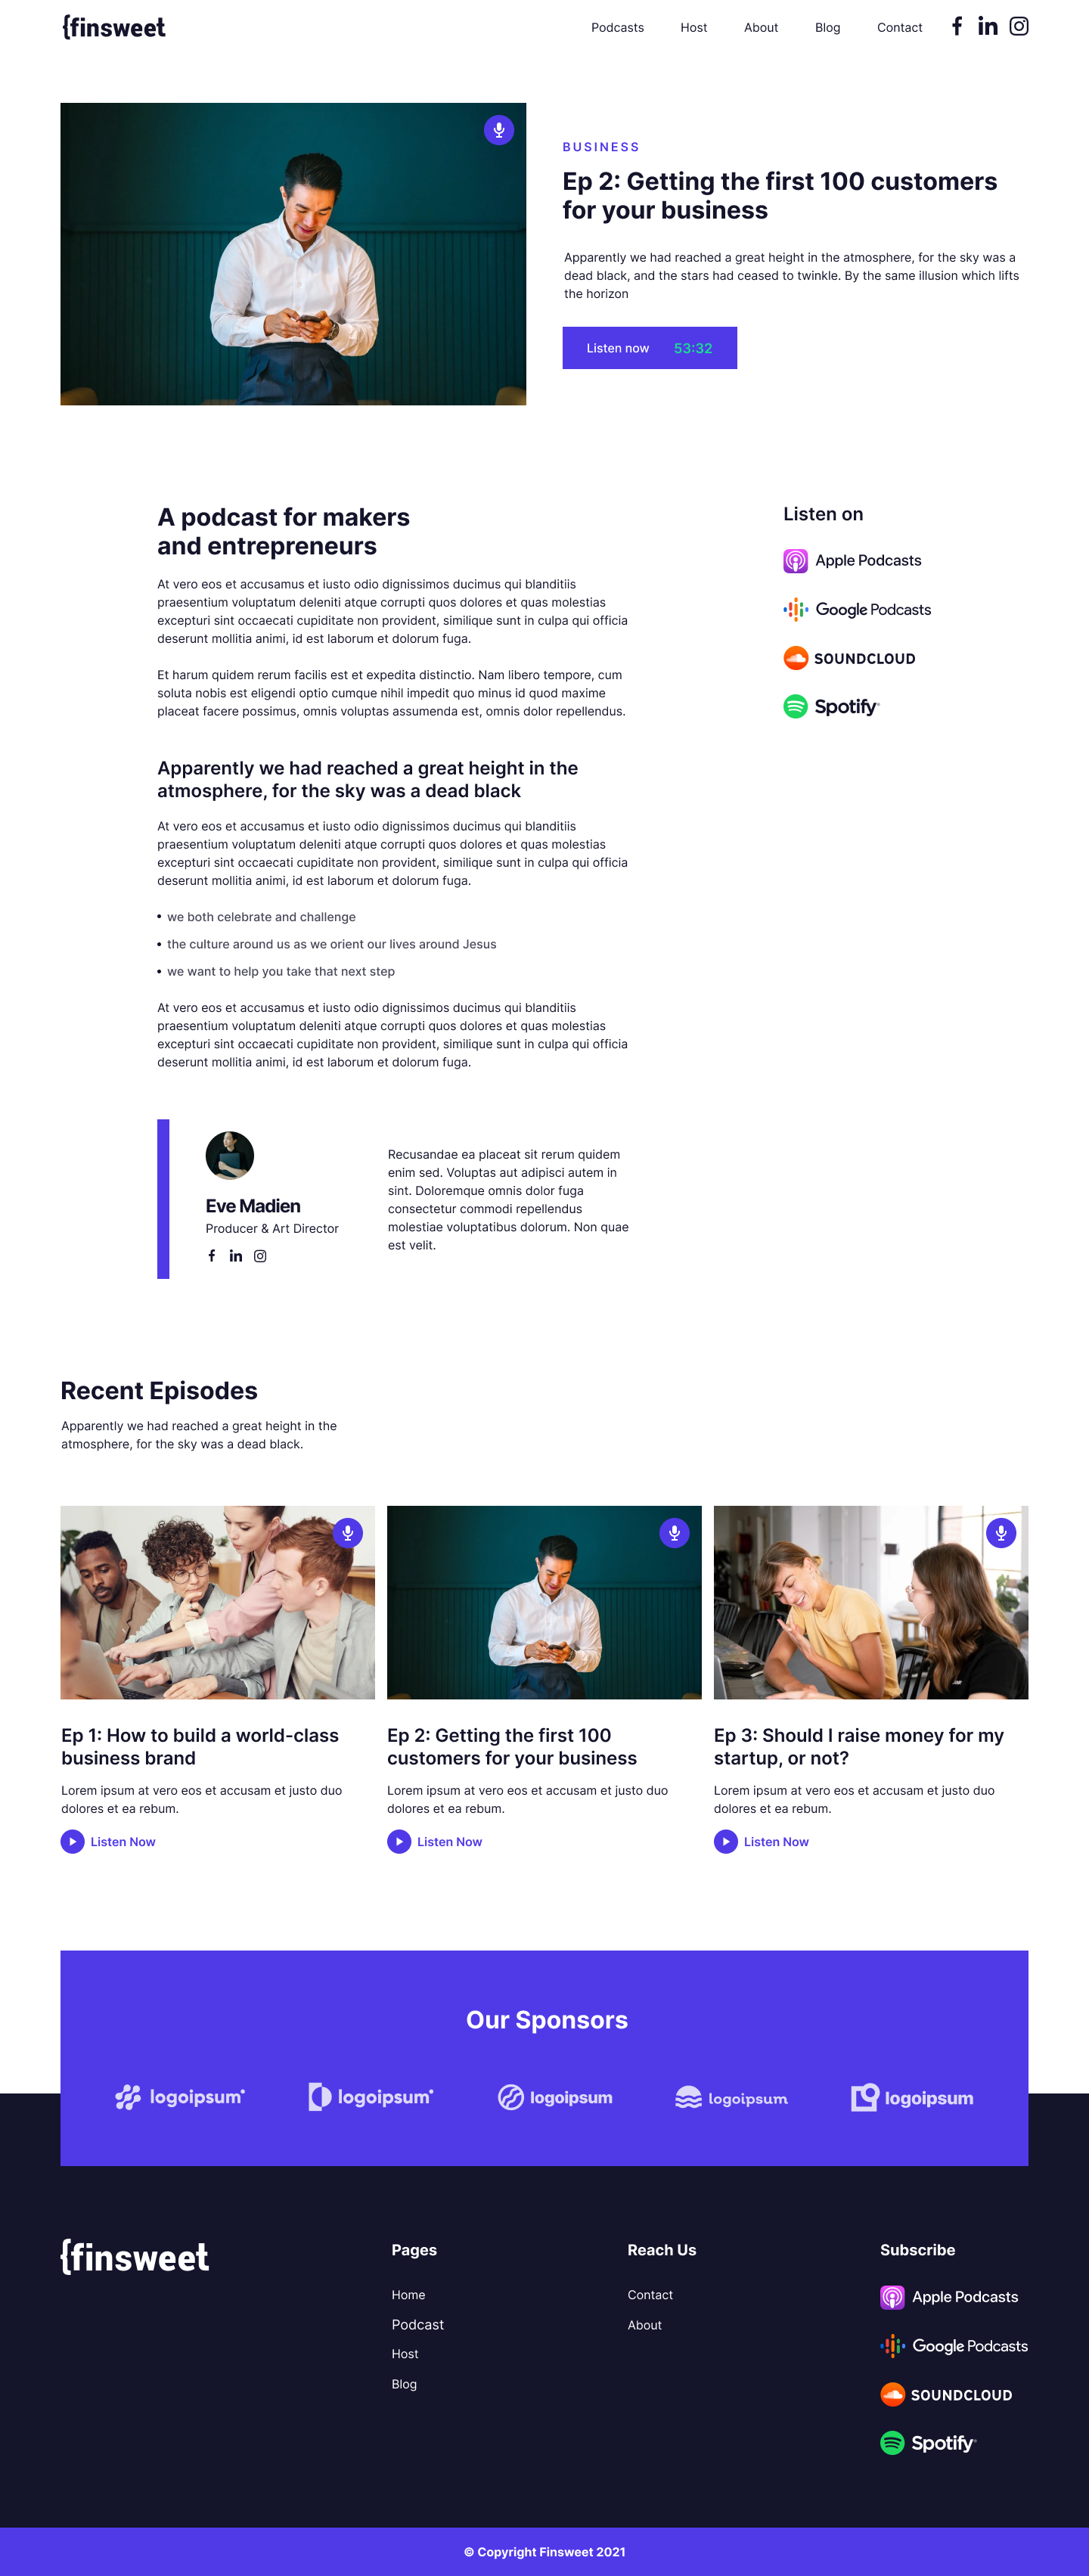 {finsweet
Podcasts
Host
About
Blog
Contact
BUSINESS
Ep 2: Getting the first 100 customers
for your business
Apparently we had reached a great height in the atmosphere, for the sky was a
dead black, and the stars had ceased to twinkle. By the same illusion which lifts
the horizon
Listen now 53:32
A podcast for makers
and entrepreneurs
At vero eos et accusamus et iusto odio dignissimos ducimus qui blanditiis
praesentium voluptatum deleniti atque corrupti quos dolores et quas molestias
excepturi sint occaecati cupiditate non provident, similique sunt in culpa qui officia
deserunt mollitia animi, id est laborum et dolorum fuga.
Et harum quidem rerum facilis est et expedita distinctio. Nam libero tempore, cum
soluta nobis est eligendi optio cumque nihil impedit quo minus id quod maxime
placeat facere possimus, omnis voluptas assumenda est, omnis dolor repellendus.
Apparently we had reached a great height in the
atmosphere, for the sky was a dead black
At vero eos et accusamus et iusto odio dignissimos ducimus qui blanditiis
praesentium voluptatum deleniti atque corrupti quos dolores et quas molestias
excepturi sint occaecati cupiditate non provident, similique sunt in culpa qui officia
deserunt mollitia animi, id est laborum et dolorum fuga.
• we both celebrate and challenge
• the culture around us as we orient our lives around Jesus
• we want to help you take that next step
At vero eos et accusamus et iusto odio dignissimos ducimus qui blanditiis
praesentium voluptatum deleniti atque corrupti quos dolores et quas molestias
excepturi sint occaecati cupiditate non provident, similique sunt in culpa qui officia
deserunt mollitia animi, id est laborum et dolorum fuga.
Listen on
Apple Podcasts
Google Podcasts
SOUNDCLOUD
Spotify
Eve Madien
Producer & Art Director
Recusandae ea placeat sit rerum quidem
enim sed. Voluptas aut adipisci autem in
sint. Doloremque omnis dolor fuga
consectetur commodi repellendus
molestiae voluptatibus dolorum. Non quae
est velit.
Recent Episodes
Apparently we had reached a great height in the
atmosphere, for the sky was a dead black.
Ep 1: How to build a world-class
business brand
Lorem ipsum at vero eos et accusam et justo duo
dolores et ea rebum.
Listen Now
Ep 2: Getting the first 100
customers for your business
Lorem ipsum at vero eos et accusam et justo duo
dolores et ea rebum.
Listen Now
Ep 3: Should I raise money for my
startup, or not?
Lorem ipsum at vero eos et accusam et justo duo
dolores et ea rebum.
Listen Now
Our Sponsors
logoipsum
logoipsum
logoipsum
logoipsum
logoipsum
{finsweet
Pages
Home
Podcast
Host
Blog
Reach Us
Contact
About
Subscribe
Apple Podcasts
Google Podcasts
SOUNDCLOUD
Spotify
© Copyright Finsweet 2021